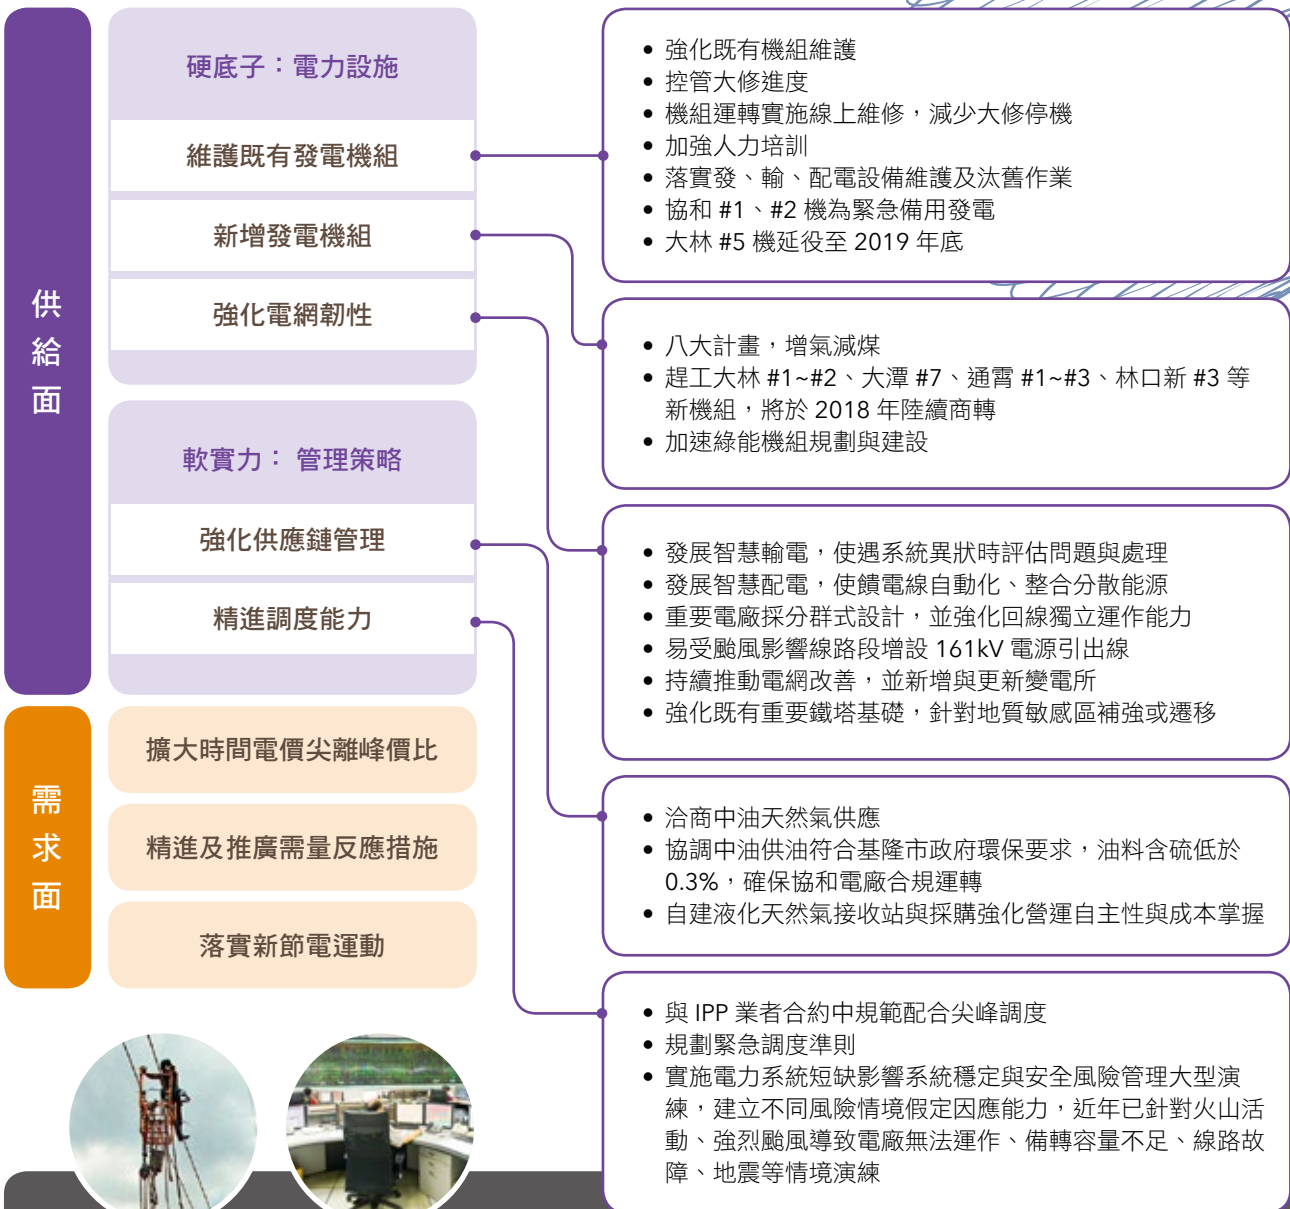 供給面
硬底子：電力設施
維護既有發電機組
新增發電機組
強化電網韌性
軟實力： 管理策略
強化供應鏈管理
精進調度能力
需求面
擴大時間電價尖離峰價比
精進及推廣需量反應措施
落實新節電運動
• 強化既有機組維護
• 控管大修進度
• 機組運轉實施線上維修，減少大修停機
• 加強人力培訓
• 落實發、輸、配電設備維護及汰舊作業
• 協和 #1、#2 機為緊急備用發電
• 大林 #5 機延役至 2019 年底
• 八大計畫，增氣減煤
• 趕工大林 #1~#2、大潭 #7、通霄 #1~#3、林口新 #3 等
新機組，將於 2018 年陸續商轉
• 加速綠能機組規劃與建設
• 發展智慧輸電，使遇系統異狀時評估問題與處理
• 發展智慧配電，使饋電線自動化、整合分散能源
• 重要電廠採分群式設計，並強化回線獨立運作能力
• 易受颱風影響線路段增設 161kV 電源引出線
• 持續推動電網改善，並新增與更新變電所
• 強化既有重要鐵塔基礎，針對地質敏感區補強或遷移
• 洽商中油天然氣供應
• 協調中油供油符合基隆市政府環保要求，油料含硫低於
0.3%，確保協和電廠合規運轉
• 自建液化天然氣接收站與採購強化營運自主性與成本掌握
• 與 IPP 業者合約中規範配合尖峰調度
• 規劃緊急調度準則
• 實施電力系統短缺影響系統穩定與安全風險管理大型演
練，建立不同風險情境假定因應能力，近年已針對火山活
動、強烈颱風導致電廠無法運作、備轉容量不足、線路故
障、地震等情境演練